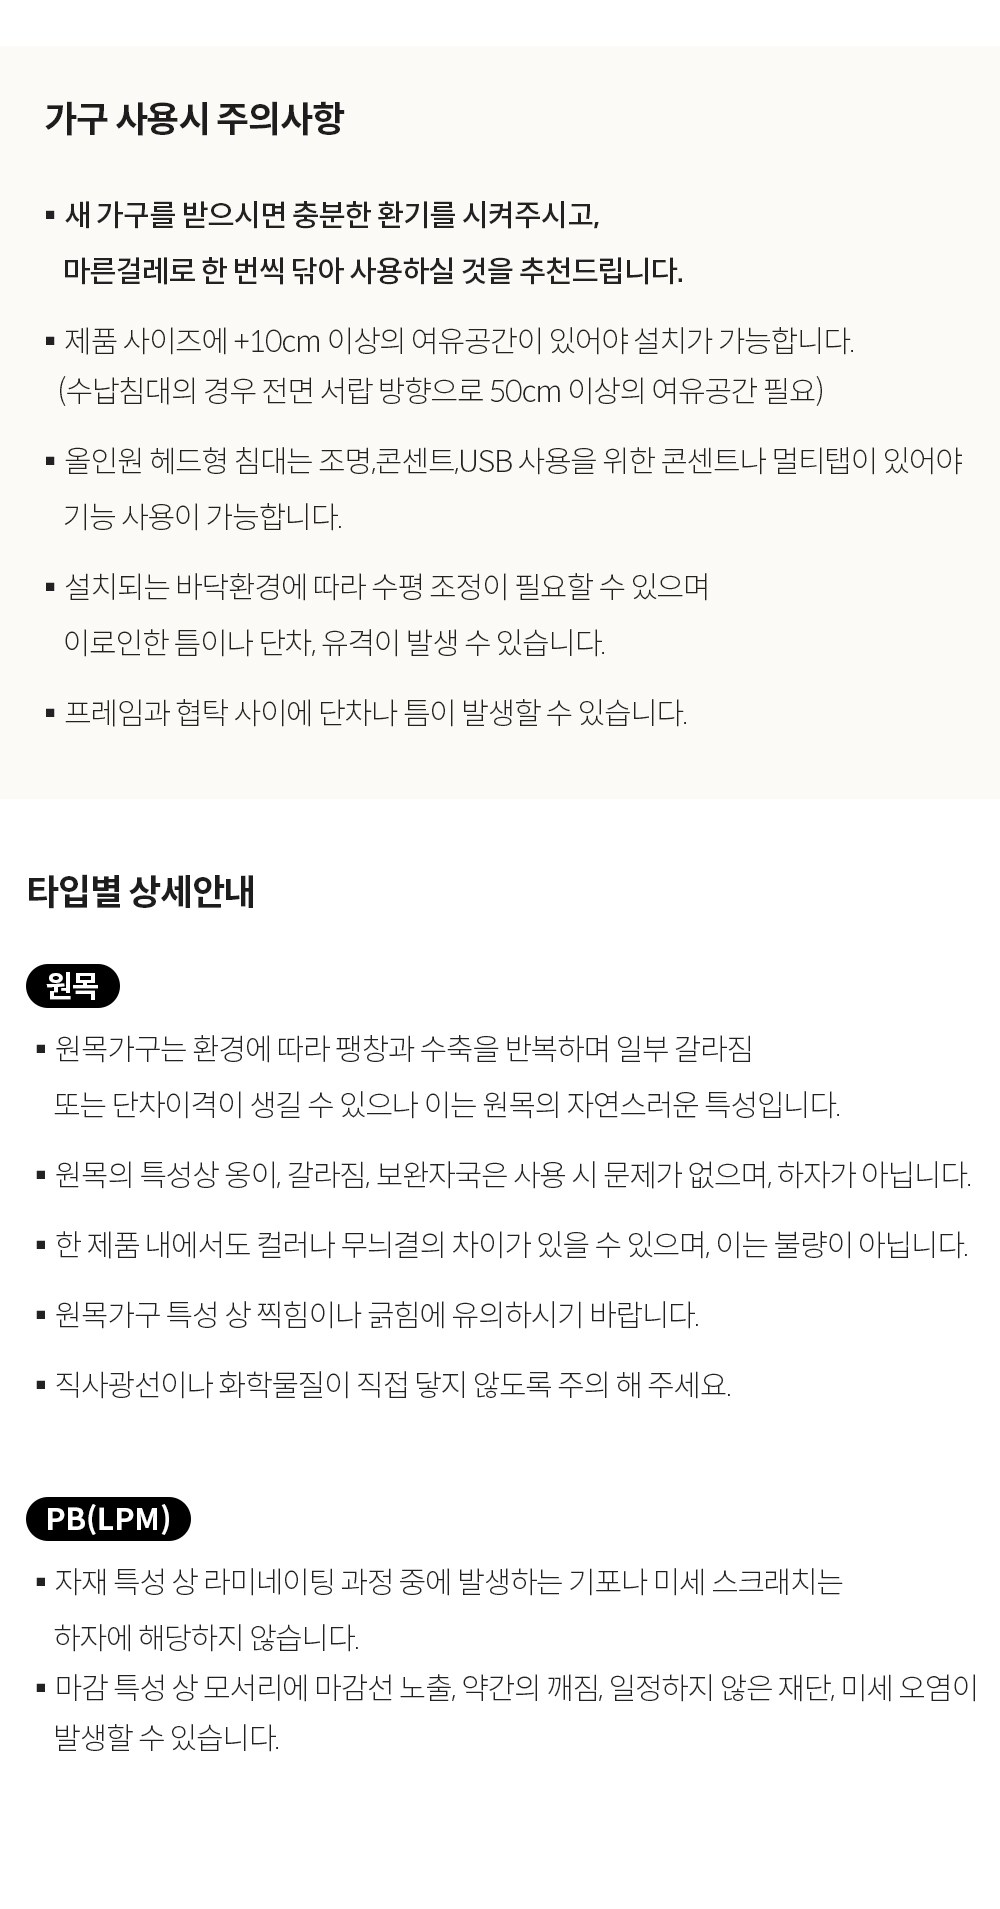 가구 사용시 주의사항
▪ 새 가구를 받으시면 충분한 환기를 시켜주시고,
마른걸레로 한 번씩 닦아 사용하실 것을 추천드립니다.
▪ 제품 사이즈에 +10cm 이상의 여유공간이 있어야 설치가 가능합니다.
(수납침대의 경우 전면 서랍 방향으로 50cm 이상의 여유공간 필요)
▪ 올인원 헤드형 침대는 조명,콘센트,USB 사용을 위한 콘센트나 멀티탭이 있어야
기능 사용이 가능합니다.
▪ 설치되는 바닥환경에 따라 수평 조정이 필요할 수 있으며
이로인한 틈이나 단차, 유격이 발생 수 있습니다.
▪ 프레임과 협탁 사이에 단차나 틈이 발생할 수 있습니다.
타입별 상세안내
원목
▪ 원목가구는 환경에 따라 팽창과 수축을 반복하며 일부 갈라짐
또는 단차이격이 생길 수 있으나 이는 원목의 자연스러운 특성입니다.
▪ 원목의 특성상 옹이, 갈라짐, 보완자국은 사용 시 문제가 없으며, 하자가 아닙니다.
▪ 한 제품 내에서도 컬러나 무늬결의 차이가 있을 수 있으며, 이는 불량이 아닙니다.
▪ 원목가구 특성 상 찍힘이나 긁힘에 유의하시기 바랍니다.
▪ 직사광선이나 화학물질이 직접 닿지 않도록 주의 해 주세요.
PB(LPM)
▪ 자재 특성 상 라미네이팅 과정 중에 발생하는 기포나 미세 스크래치는
하자에 해당하지 않습니다.
▪ 마감 특성 상 모서리에 마감선 노출, 약간의 깨짐, 일정하지 않은 재단, 미세 오염이
발생할 수 있습니다.